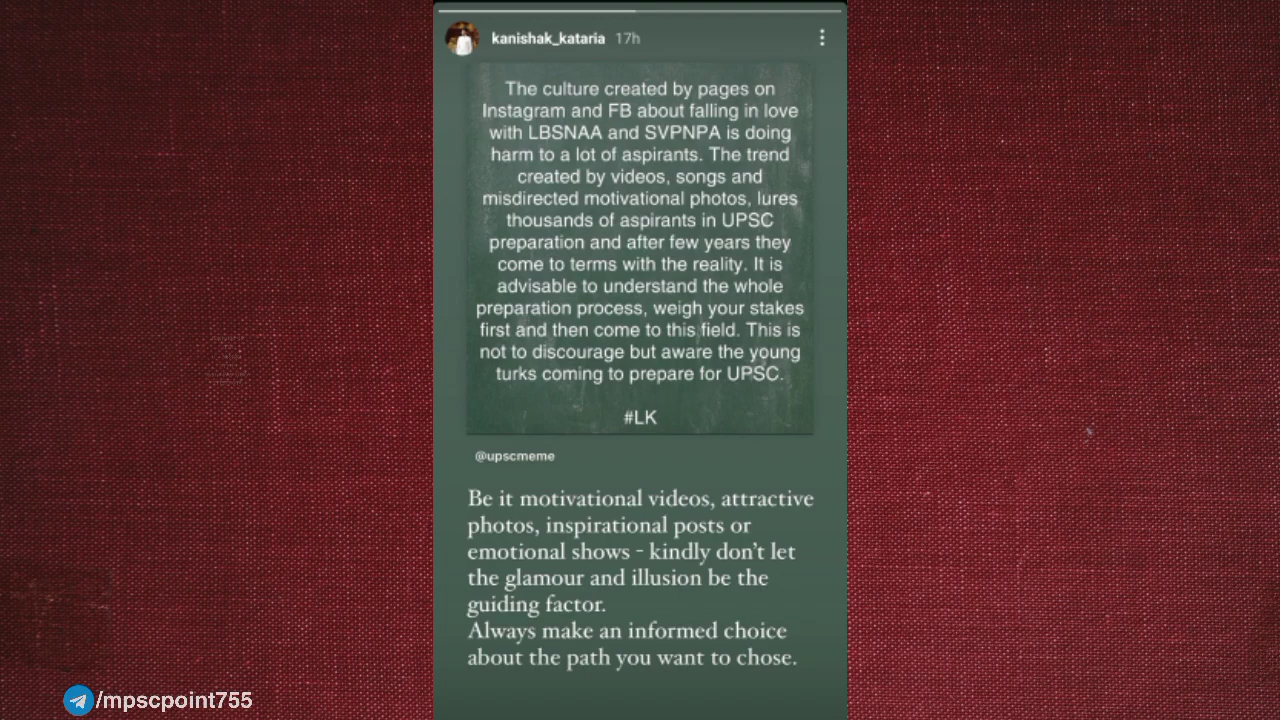 kanishak_kataria 17h
The culture created by pages on
Instagram and FB about falling in love
with LBSNAA and SVPNPA is doing
harm to a lot of aspirants. The trend
created by videos, songs and
misdirected motivational photos, lures
thousands of aspirants in UPSC
preparation and after few years they
come to terms with the reality. It is
advisable to understand the whole
preparation process, weigh your stakes
first and then come to this field. This is
not to discourage but aware the young
turks coming to prepare for UPSC.
#LK
@upscmeme
Be it motivational videos, attractive
photos, inspirational posts or
emotional shows - kindly don't let
the glamour and illusion be the
guiding factor.
Always make an informed choice
about the path you want to chose.
/mpscpoint755